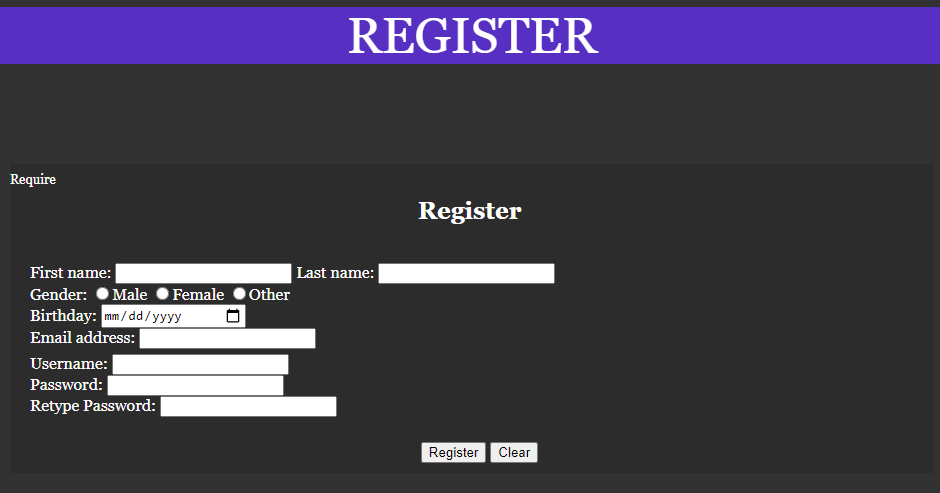 REGISTER
Require
Register
First name: Last name:
Gender: Male Female Other
Birthday: mm/dd/yyyy
Email address:
Username:
Password:
Retype Password:
Register Clear